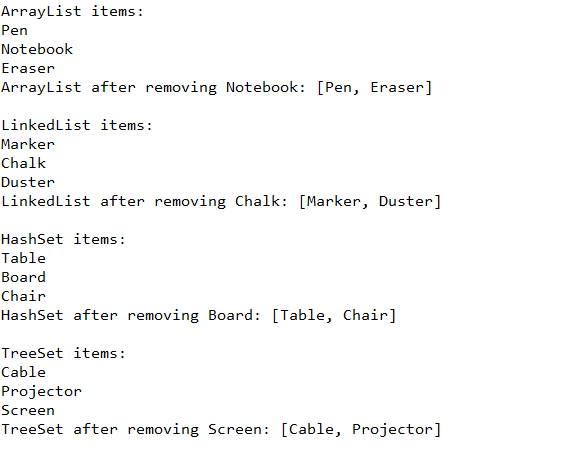 ArrayList items:
Pen
Notebook
Eraser
ArrayList after removing Notebook: [Pen, Eraser]
LinkedList items:
Marker
Chalk
Duster
LinkedList after removing Chalk: [Marker, Duster]
HashSet items:
Table
Board
Chair
HashSet after removing Board: [Table, Chair]
TreeSet items:
Cable
Projector
Screen
TreeSet after removing Screen: [Cable, Projector]